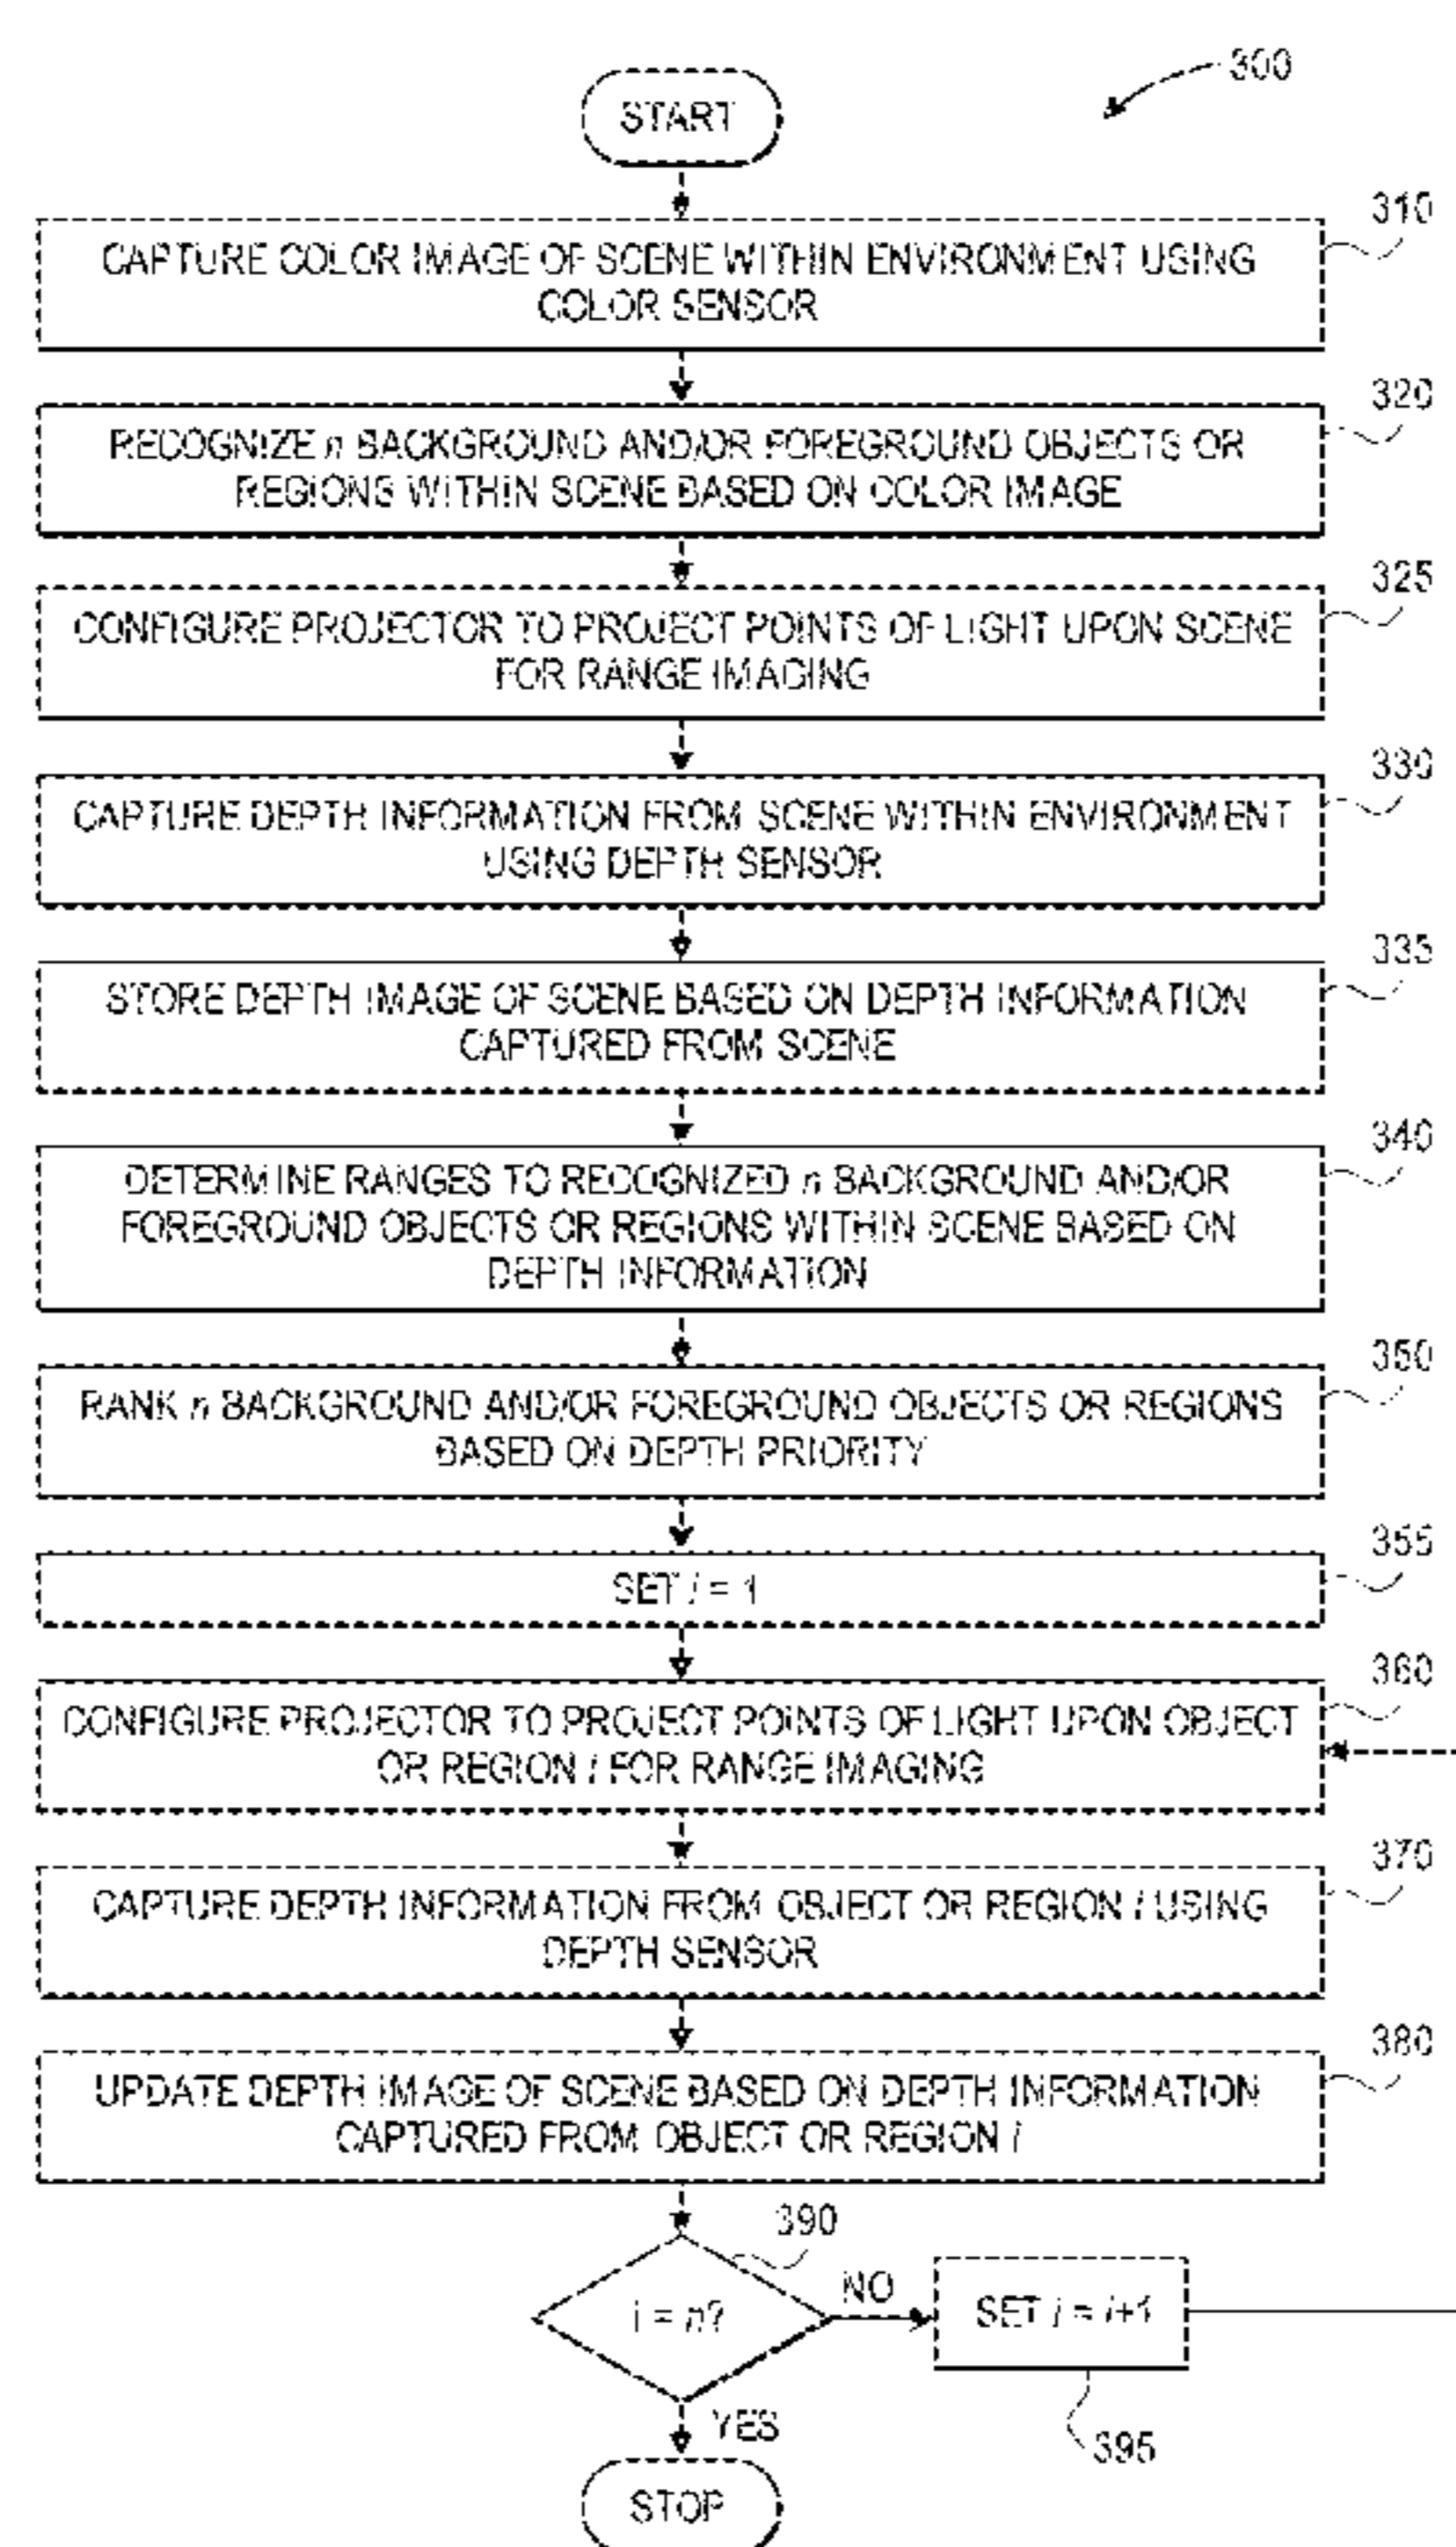 300
START
310
CAPTURE COLOR IMAGE OF SCENE WITHIN ENVIRONMENT USING
COLOR SENSOR
320
RECOGNIZE n BACKGROUND AND/OR FOREGROUND OBJECTS OR
REGIONS WITHIN SCENE BASED ON COLOR IMAGE
325
CONFIGURE PROJECTOR TO PROJECT POINTS OF LIGHT UPON SCENE
FOR RANGE IMAGING
330
CAPTURE DEPTH INFORMATION FROM SCENE WITHIN ENVIRONMENT
USING DEPTH SENSOR
335
STORE DEPTH IMAGE OF SCENE BASED ON DEPTH INFORMATION
CAPTURED FROM SCENE
340
DETERMINE RANGES TO RECOGNIZED n BACKGROUND AND/OR
FOREGROUND OBJECTS OR REGIONS WITHIN SCENE BASED ON
DEPTH INFORMATION
350
RANK n BACKGROUND AND/OR FOREGROUND OBJECTS OR REGIONS
BASED ON DEPTH PRIORITY
355
SET i = 1
360
CONFIGURE PROJECTOR TO PROJECT POINTS OF LIGHT UPON OBJECT
OR REGION i FOR RANGE IMAGING
370
CAPTURE DEPTH INFORMATION FROM OBJECT OR REGION i USING
DEPTH SENSOR
380
UPDATE DEPTH IMAGE OF SCENE BASED ON DEPTH INFORMATION
CAPTURED FROM OBJECT OR REGION i
390
i = n?
NO
SET i = i+1
395
YES
STOP